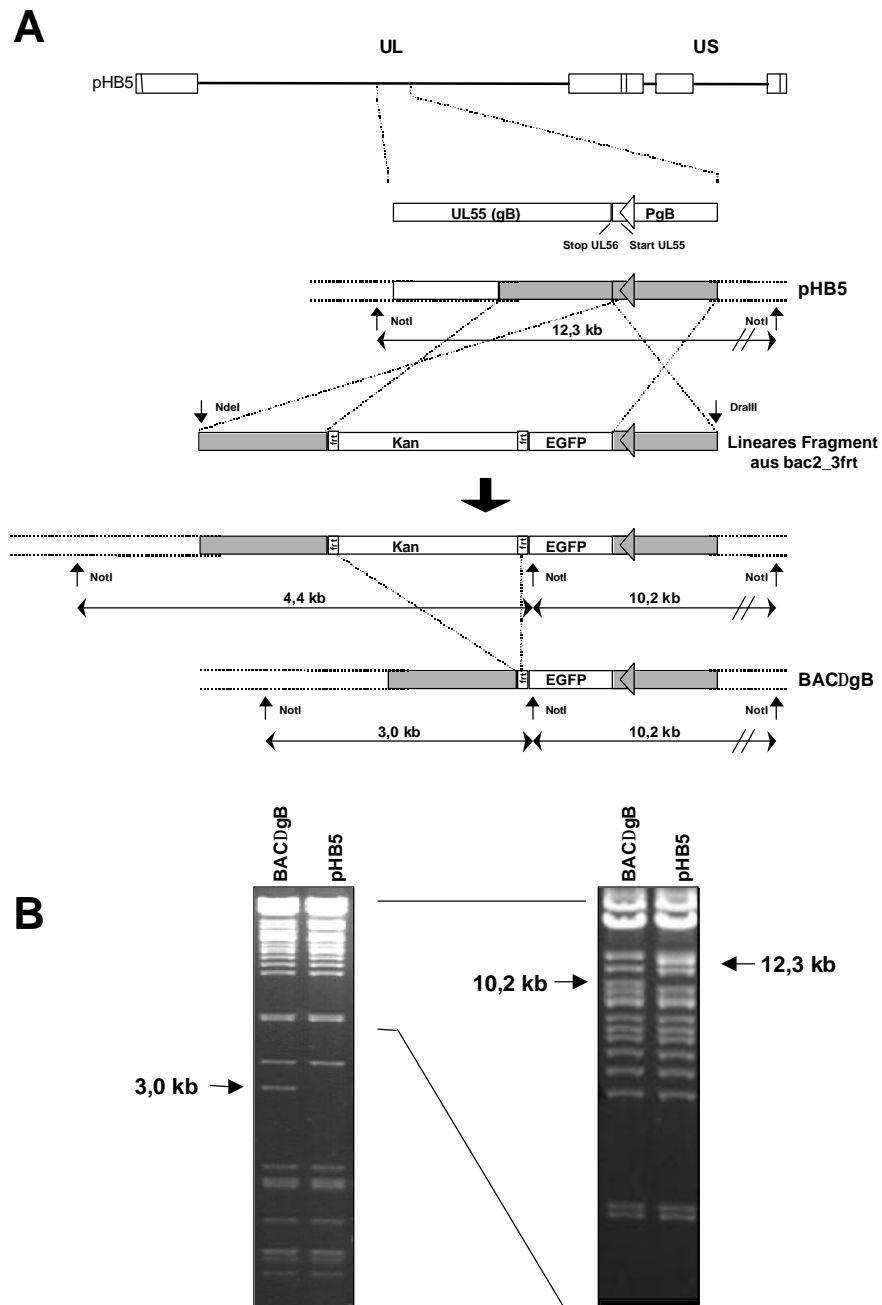 A
UL
US
pHB5
UL55 (gB)
PgB
Stop UL56
Start UL55
pHB5
NotI
NotI
12,3 kb
NdeI
DraIII
frt
Kan
frt
EGFP
Lineares Fragment
aus bac2_3frt
frt
Kan
frt
EGFP
NotI
NotI
NotI
4,4 kb
10,2 kb
frt
EGFP
BACDgB
NotI
NotI
NotI
3,0 kb
10,2 kb
B
BACDgB
pHB5
BACDgB
pHB5
10,2 kb
12,3 kb
3,0 kb